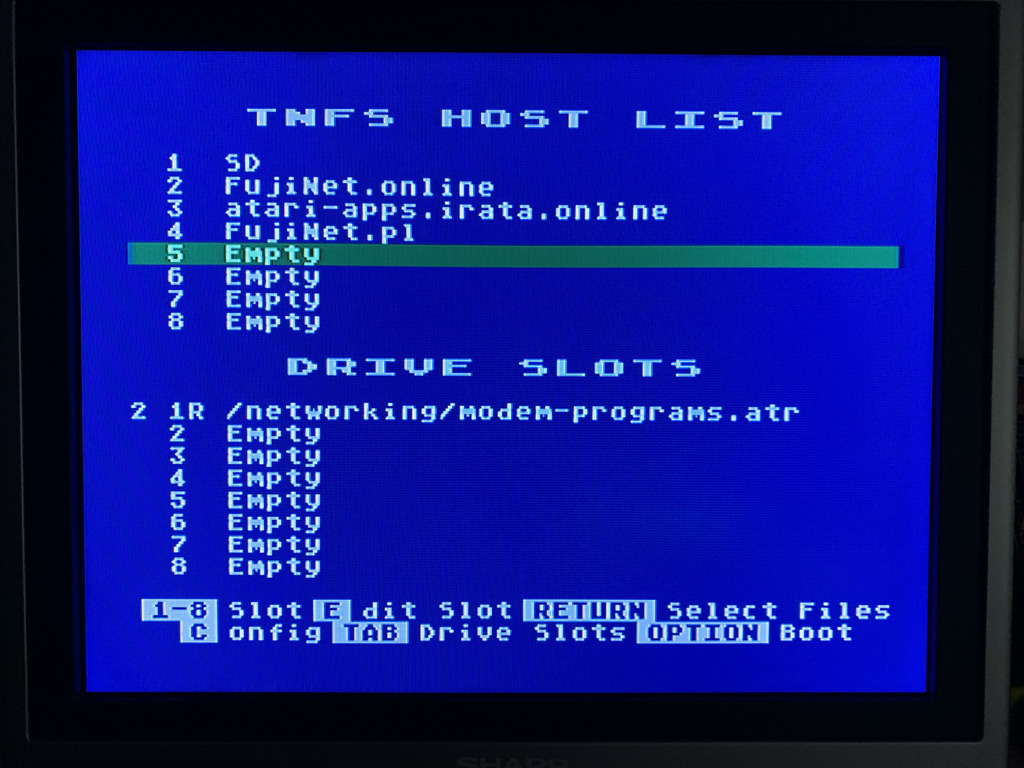 TNFS HOST LIST
1 SD
2 FujiNet.online
3 atari-apps.irata.online
4 FujiNet.pl
5 Empty
6 Empty
7 Empty
8 Empty
DRIVE SLOTS
2 1R /networking/modem-programs.atr
2 Empty
3 Empty
4 Empty
5 Empty
6 Empty
7 Empty
8 Empty
1-8 Slot E dit Slot RETURN Select Files
C onfig TAB Drive Slots OPTION Boot
SHARP